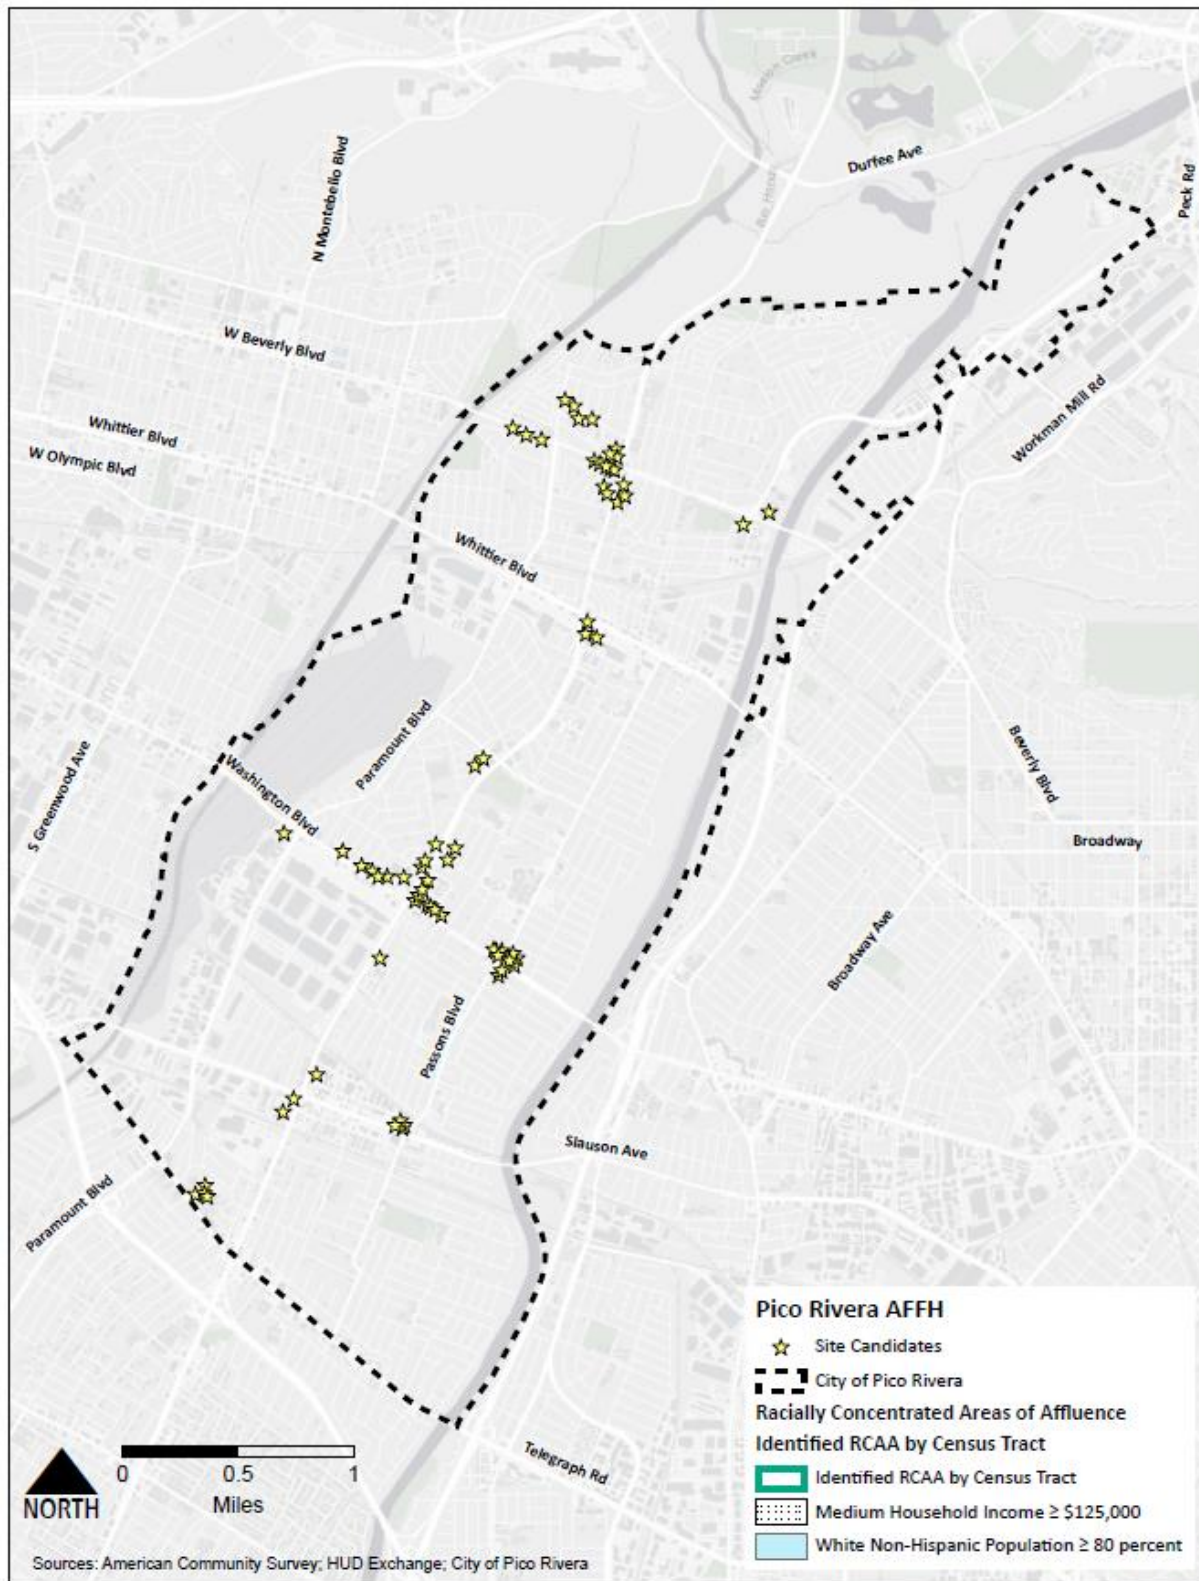 Mission Creek
Durfee Ave
Peck Rd
N Montebello Blvd
W Beverly Blvd
Whittier Blvd
W Olympic Blvd
Workman Mill Rd
Whittier Blvd
Paramount Blvd
S Greenwood Ave
Washington Blvd
Beverly Blvd
Broadway
Broadway Ave
Passons Blvd
Slauson Ave
Paramount Blvd
Telegraph Rd
Pico Rivera AFFH
Site Candidates
City of Pico Rivera
Racially Concentrated Areas of Affluence
Identified RCAA by Census Tract
Identified RCAA by Census Tract
Medium Household Income ≥ $125,000
White Non-Hispanic Population ≥ 80 percent
NORTH
0 0.5 1
Miles
Sources: American Community Survey; HUD Exchange; City of Pico Rivera